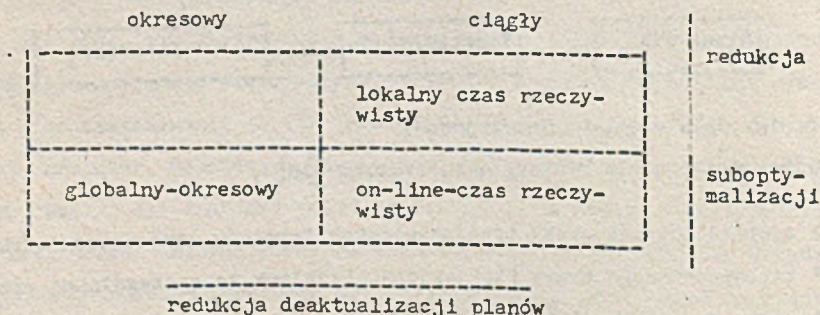 okresowy ciągły
redukcja
lokalny czas rzeczy-
wisty
globalny-okresowy on-line-czas rzeczy-
wisty
subopty-
malizacji
redukcja deaktualizacji planów